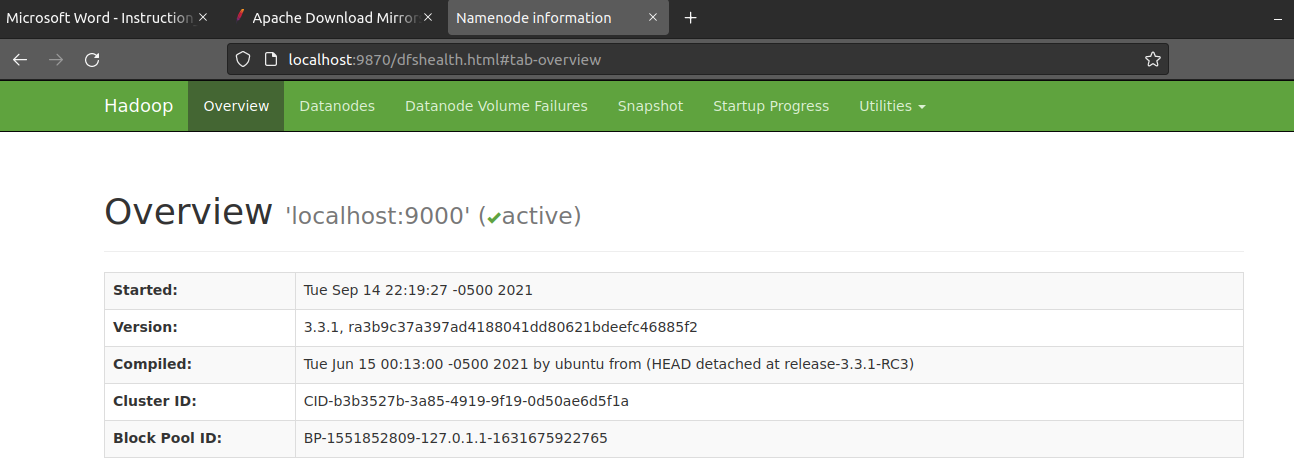 Microsoft Word - Instruction Apache Download Mirror Namenode information
localhost:9870/dfshealth.html#tab-overview
Hadoop Overview Datanodes Datanode Volume Failures Snapshot Startup Progress Utilities
Overview 'localhost:9000' (✔active)
Started: Tue Sep 14 22:19:27 -0500 2021
Version: 3.3.1, ra3b9c37a397ad4188041dd80621bdeefc46885f2
Compiled: Tue Jun 15 00:13:00 -0500 2021 by ubuntu from (HEAD detached at release-3.3.1-RC3)
Cluster ID: CID-b3b3527b-3a85-4919-9f19-0d50ae6d5f1a
Block Pool ID: BP-1551852809-127.0.1.1-1631675922765